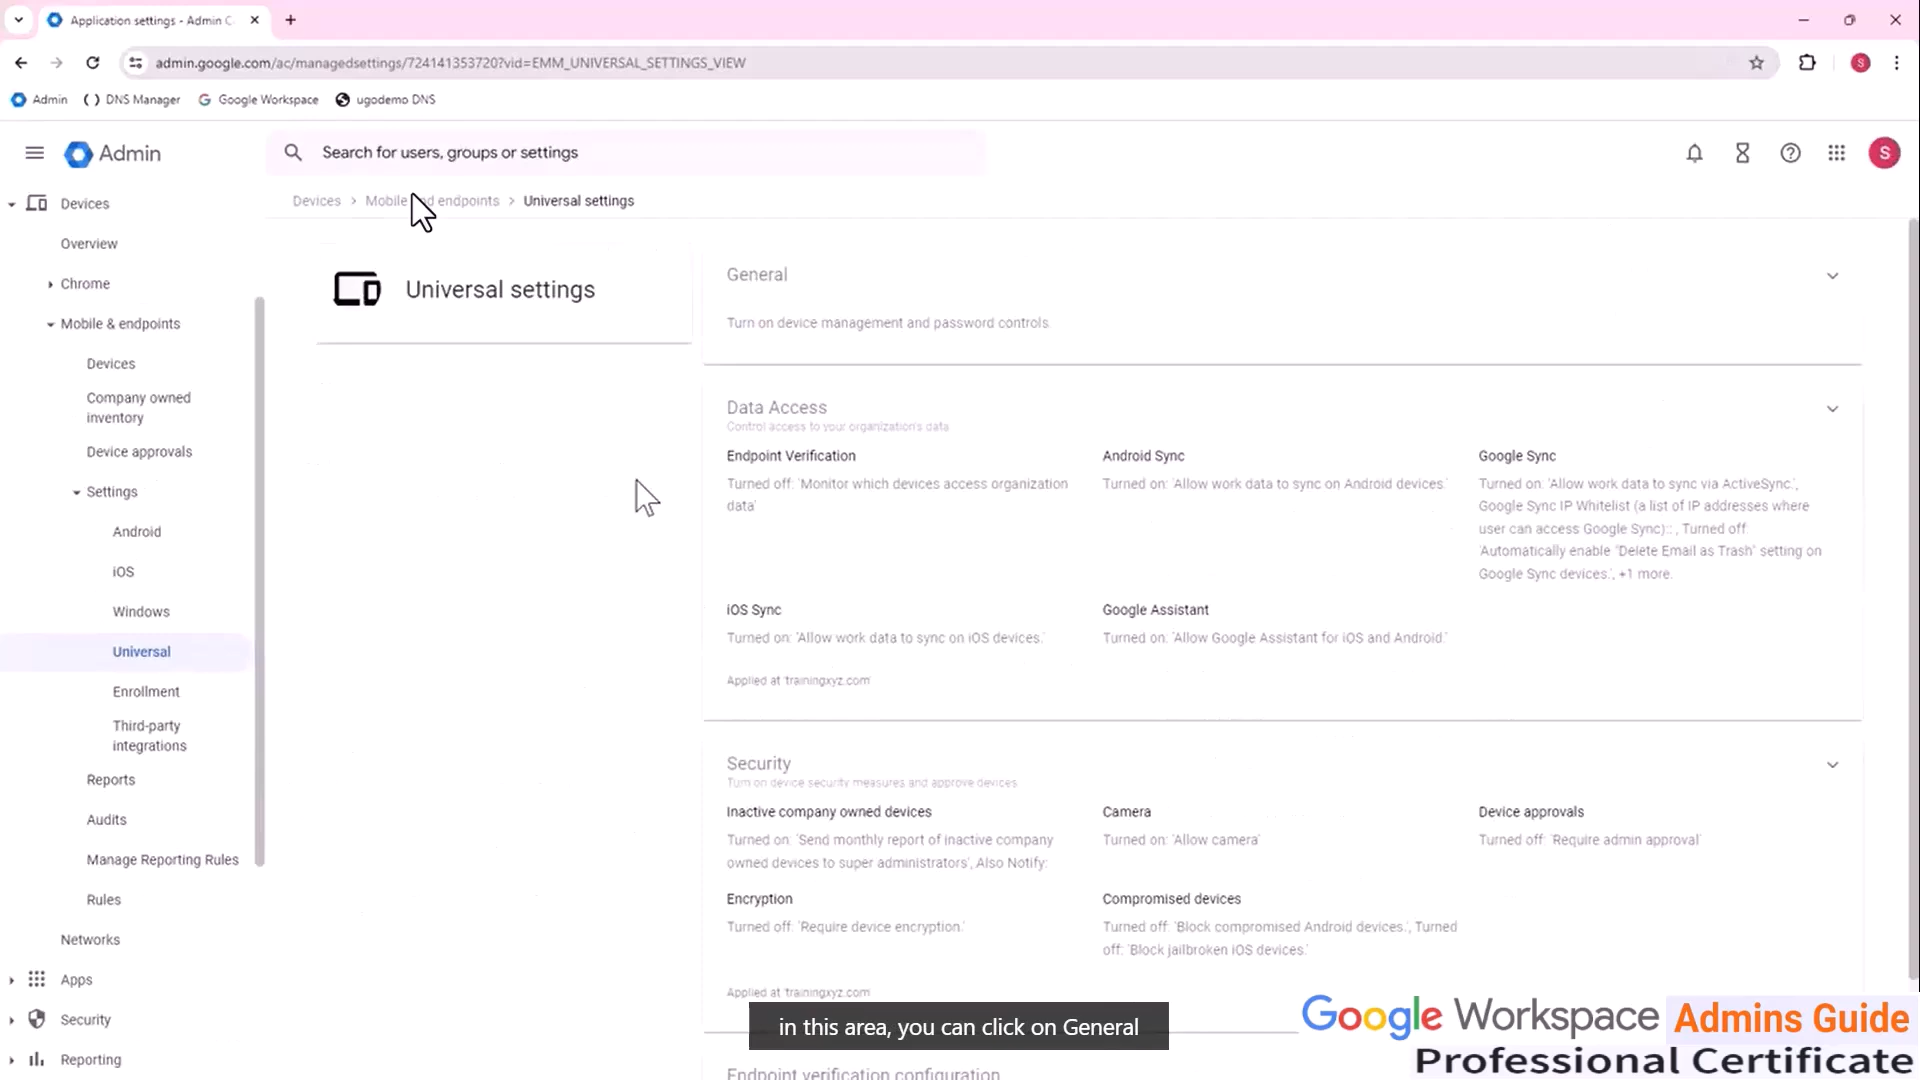 Application settings - Admin C
admin.google.com/ac/managedsettings/724141353720?vid=EMM_UNIVERSAL_SETTINGS_VIEW
S
Admin
DNS Manager
Google Workspace
ugodemo DNS
Admin
Search for users, groups or settings
S
Devices
Overview
Chrome
Mobile & endpoints
Devices
Company owned
inventory
Device approvals
Settings
Android
iOS
Windows
Universal
Enrollment
Third-party
integrations
Reports
Audits
Manage Reporting Rules
Rules
Networks
Apps
Security
Reporting
Devices > Mobile and endpoints > Universal settings
Universal settings
General
Turn on device management and password controls.
Data Access
Control access to your organization's data
Endpoint Verification
Turned off: 'Monitor which devices access organization
data'
Android Sync
Turned on: 'Allow work data to sync on Android devices.'
Google Sync
Turned on: 'Allow work data to sync via ActiveSync.',
Google Sync IP Whitelist (a list of IP addresses where
user can access Google Sync):: , Turned off:
'Automatically enable "Delete Email as Trash" setting on
Google Sync devices.', +1 more.
iOS Sync
Turned on: 'Allow work data to sync on iOS devices.'
Google Assistant
Turned on: 'Allow Google Assistant for iOS and Android.'
Applied at 'trainingxyz.com'
Security
Turn on device security measures and approve devices.
Inactive company owned devices
Turned on: 'Send monthly report of inactive company
owned devices to super administrators', Also Notify:
Camera
Turned on: 'Allow camera'
Device approvals
Turned off: 'Require admin approval'
Encryption
Turned off: 'Require device encryption.'
Compromised devices
Turned off: 'Block compromised Android devices.', Turned
off: 'Block jailbroken iOS devices.'
Applied at 'trainingxyz.com'
Endpoint verification configuration
in this area, you can click on General
Google Workspace Admins Guide
Professional Certificate